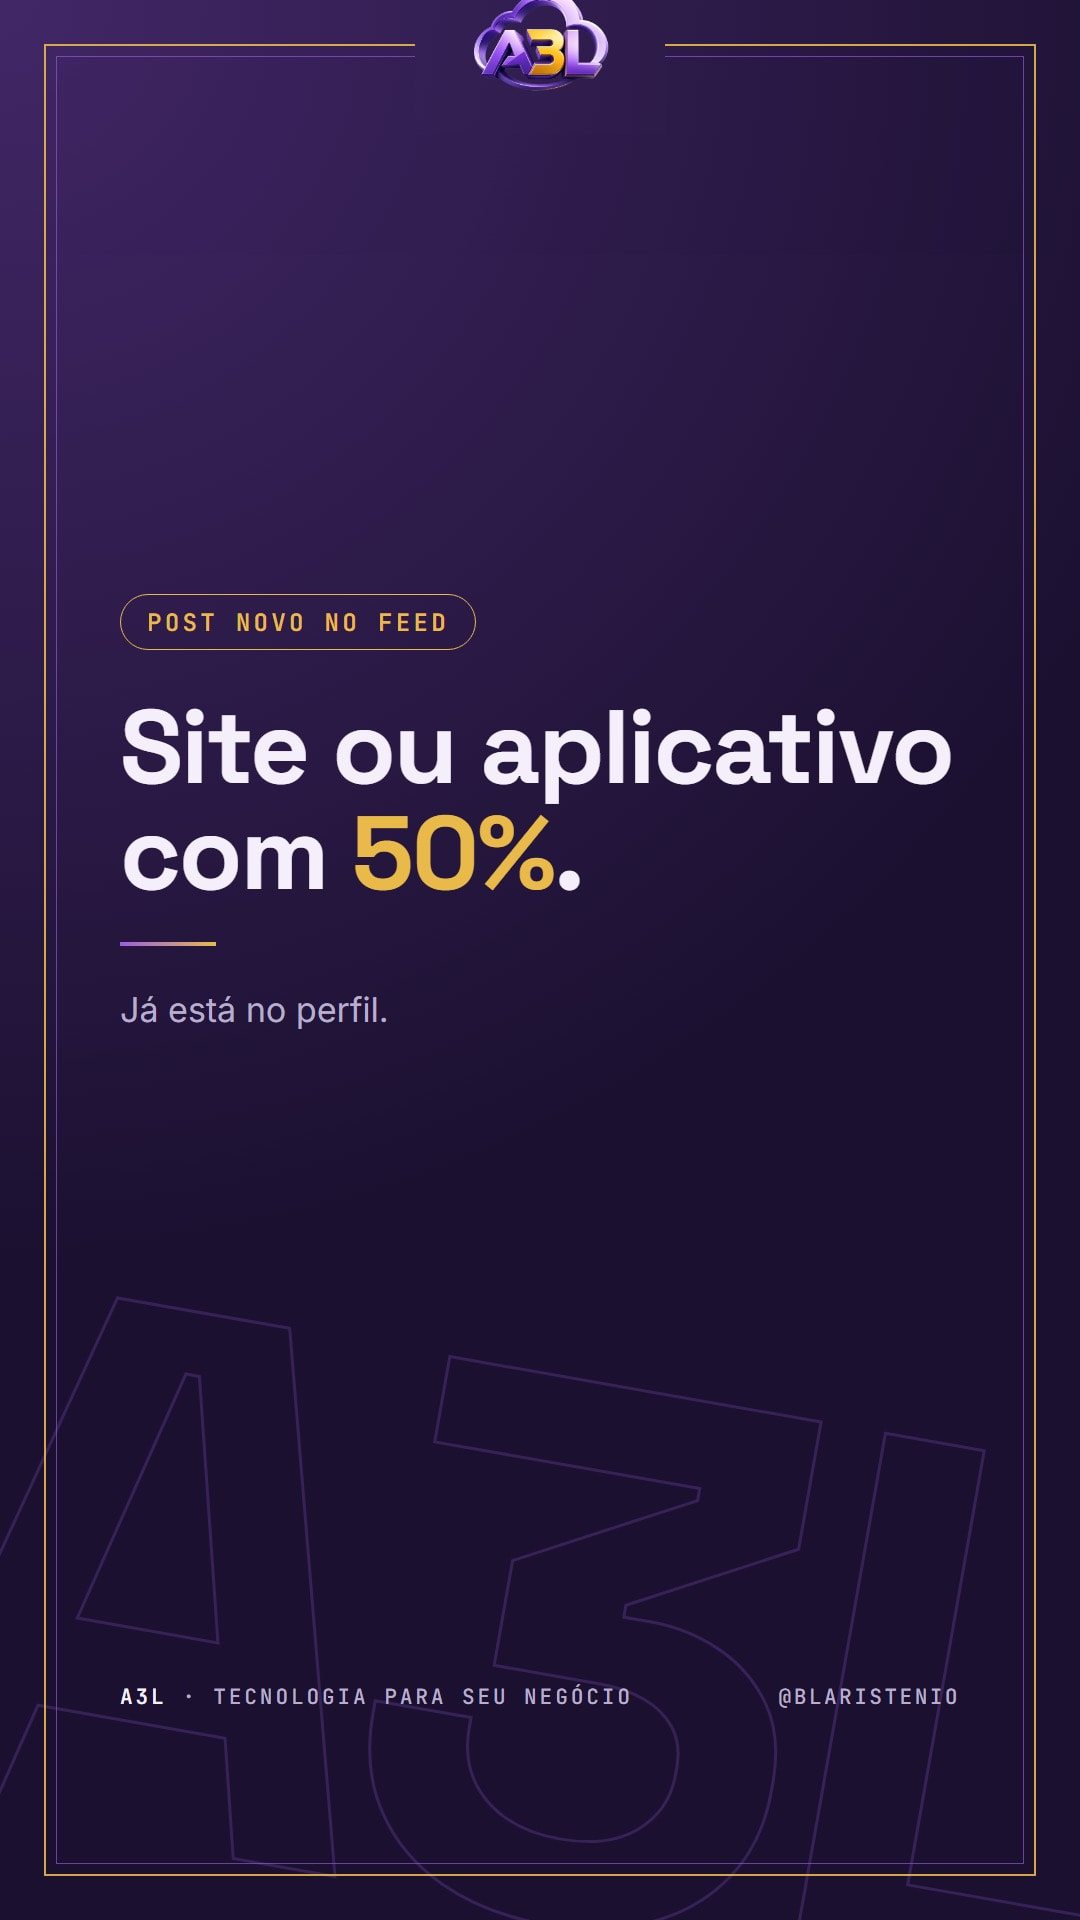 A3L
POST NOVO NO FEED
Site ou aplicativo
com 50%.
Já está no perfil.
A3L · TECNOLOGIA PARA SEU NEGÓCIO @BLARISTENIO
A3L